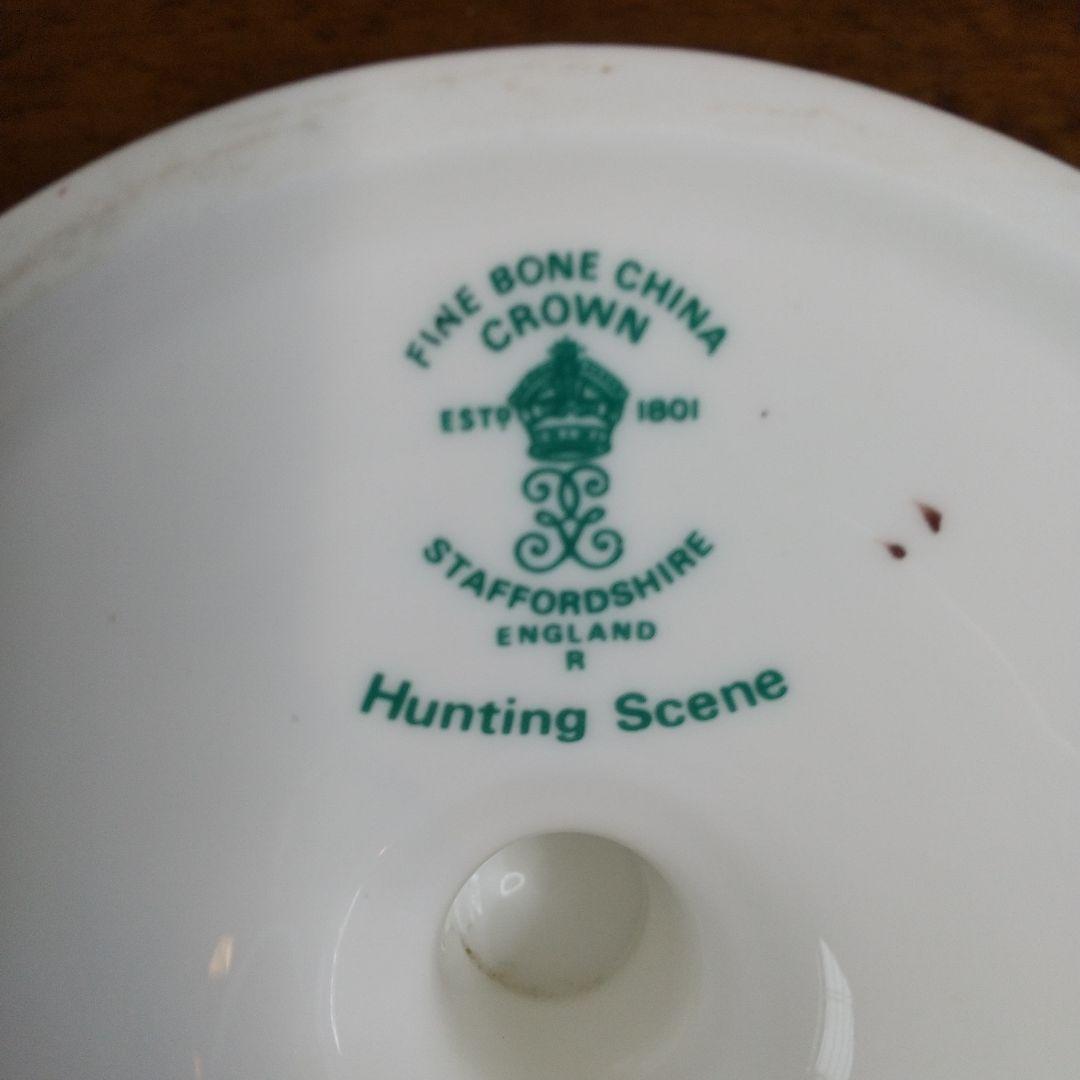 FINE BONE CHINA
CROWN
ESTD 1801
STAFFORDSHIRE
ENGLAND
R
Hunting Scene